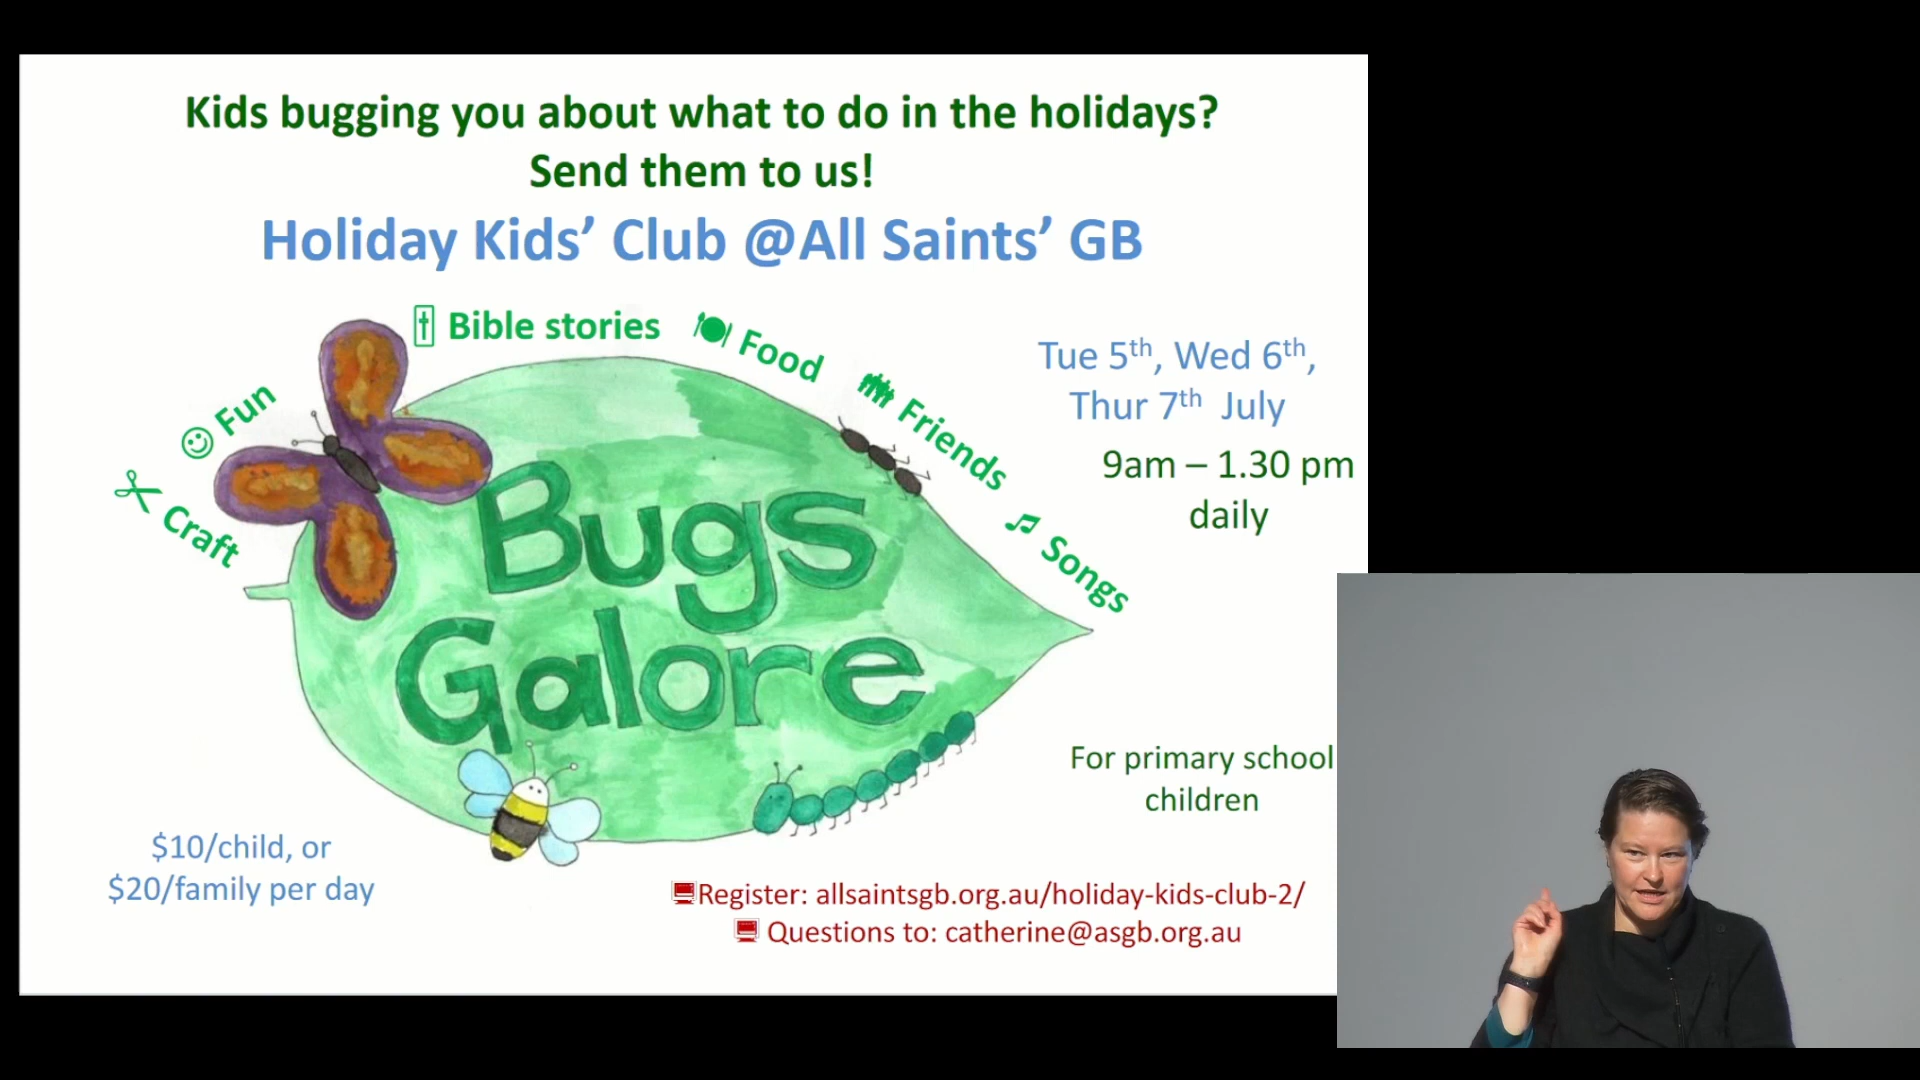 Kids bugging you about what to do in the holidays?
Send them to us!
Holiday Kids’ Club @All Saints’ GB
Craft
Fun
Bible stories
Food
Friends
Songs
Tue 5th, Wed 6th,
Thur 7th July
9am – 1.30 pm
daily
Bugs
Galore
For primary school
children
$10/child, or
$20/family per day
Register: allsaintsgb.org.au/holiday-kids-club-2/
Questions to: catherine@asgb.org.au